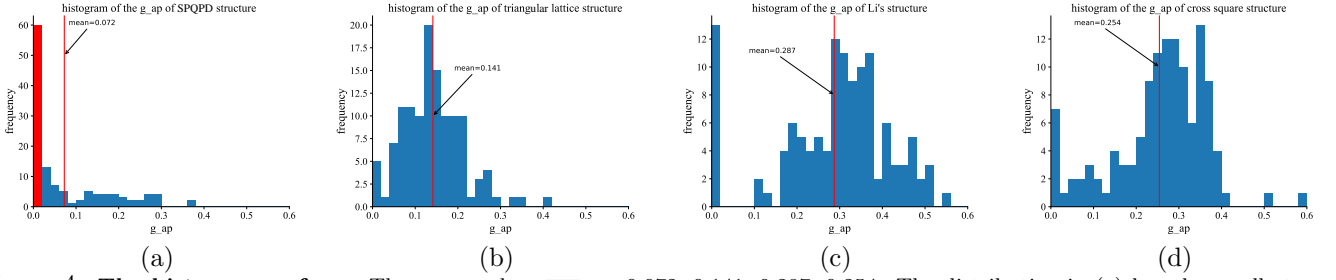 histogram of the g_ap of SPQPD structure
mean=0.072
frequency
60
50
40
30
20
10
0
0.0 0.1 0.2 0.3 0.4 0.5 0.6
g_ap
(a)
histogram of the g_ap of triangular lattice structure
mean=0.141
frequency
20.0
17.5
15.0
12.5
10.0
7.5
5.0
2.5
0.0
0.0 0.1 0.2 0.3 0.4 0.5 0.6
g_ap
(b)
histogram of the g_ap of Li's structure
mean=0.287
frequency
12
10
8
6
4
2
0
0.0 0.1 0.2 0.3 0.4 0.5 0.6
g_ap
(c)
histogram of the g_ap of cross square structure
mean=0.254
frequency
12
10
8
6
4
2
0
0.0 0.1 0.2 0.3 0.4 0.5 0.6
g_ap
(d)